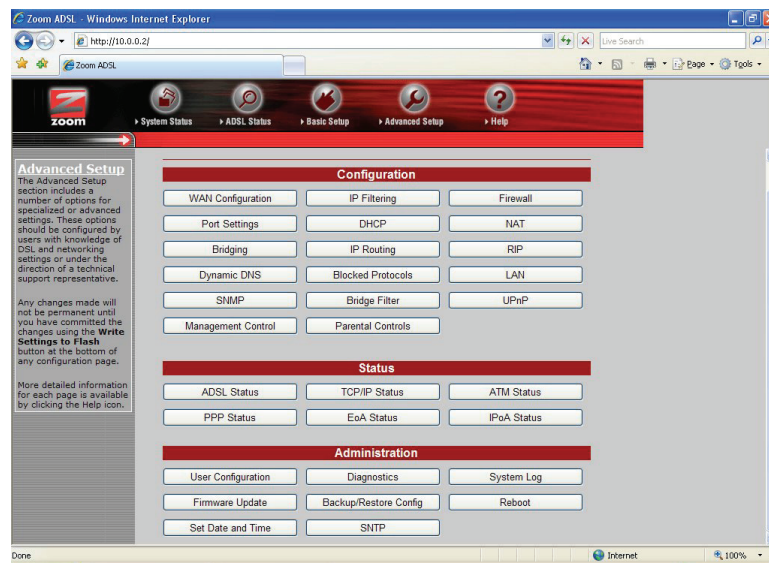 Zoom ADSL - Windows Internet Explorer
http://10.0.0.2/
Live Search
Zoom ADSL
Page
Tools
zoom
System Status
ADSL Status
Basic Setup
Advanced Setup
Help
Advanced Setup
The Advanced Setup
section includes a
number of options for
specialized or advanced
settings. These options
should be configured by
users with knowledge of
DSL and networking
settings or under the
direction of a technical
support representative.
Any changes made will
not be permanent until
you have committed the
changes using the Write
Settings to Flash
button at the bottom of
any configuration page.
More detailed information
for each page is available
by clicking the Help icon.
Configuration
WAN Configuration
IP Filtering
Firewall
Port Settings
DHCP
NAT
Bridging
IP Routing
RIP
Dynamic DNS
Blocked Protocols
LAN
SNMP
Bridge Filter
UPnP
Management Control
Parental Controls
Status
ADSL Status
TCP/IP Status
ATM Status
PPP Status
EoA Status
IPoA Status
Administration
User Configuration
Diagnostics
System Log
Firmware Update
Backup/Restore Config
Reboot
Set Date and Time
SNTP
Done
Internet
100%